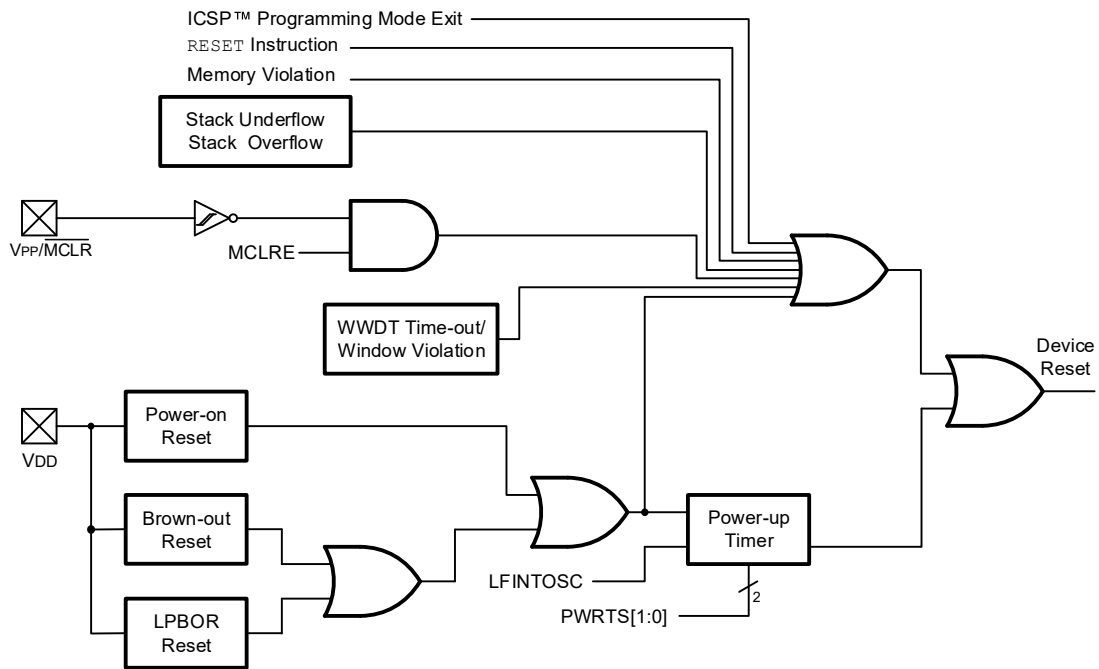 ICSP™ Programming Mode Exit
RESET Instruction
Memory Violation
Stack Underflow
Stack Overflow
VPP/MCLR
MCLRE
WWDT Time-out/
Window Violation
Device
Reset
Power-on
Reset
VDD
Brown-out
Reset
Power-up
Timer
LFINTOSC
2
PWRTS[1:0]
LPBOR
Reset